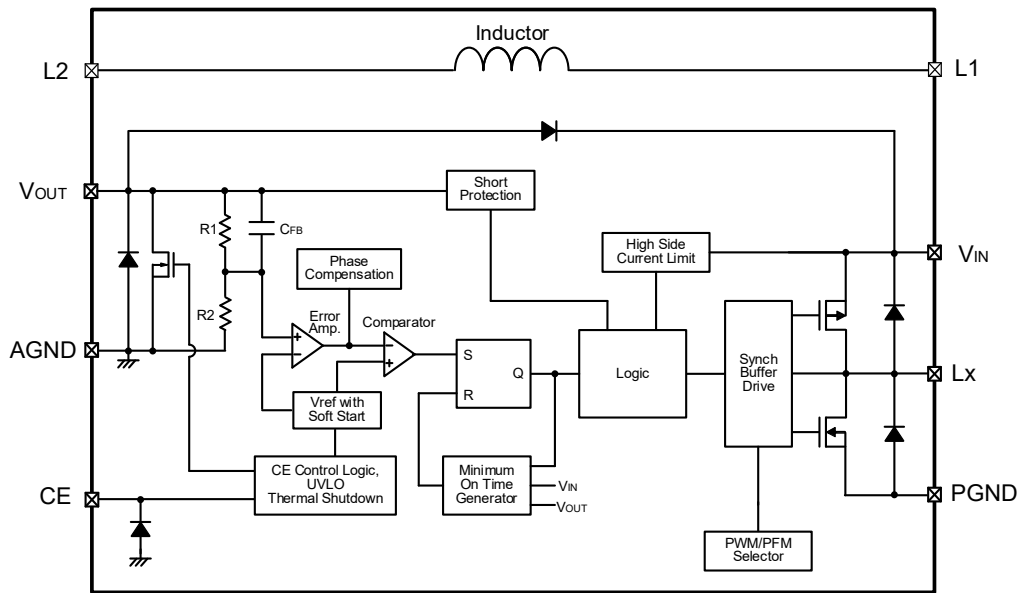 Inductor
L2
L1
VOUT
Short
Protection
R1
CFB
High Side
Current Limit
VIN
Phase
Compensation
R2
Error
Amp.
Comparator
AGND
+
−
−
+
S
Q
R
Logic
Synch
Buffer
Drive
Lx
Vref with
Soft Start
CE Control Logic,
UVLO
Thermal Shutdown
Minimum
On Time
Generator
VIN
VOUT
CE
PGND
PWM/PFM
Selector